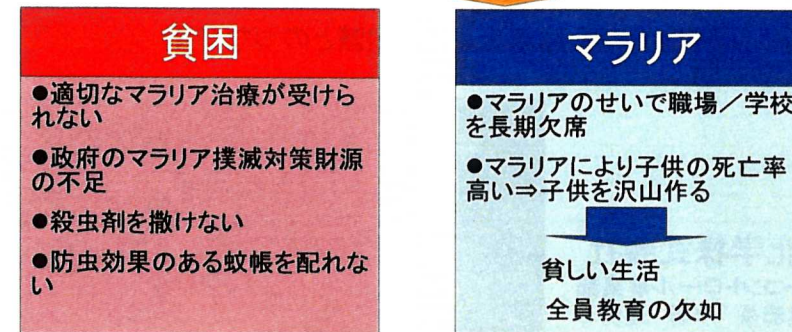 貧困
●適切なマラリア治療が受けら
れない
●政府のマラリア撲滅対策財源
の不足
●殺虫剤を撒けない
●防虫効果のある蚊帳を配れな
い
マラリア
●マラリアのせいで職場／学校
を長期欠席
●マラリアにより子供の死亡率
高い⇒子供を沢山作る
貧しい生活
全員教育の欠如